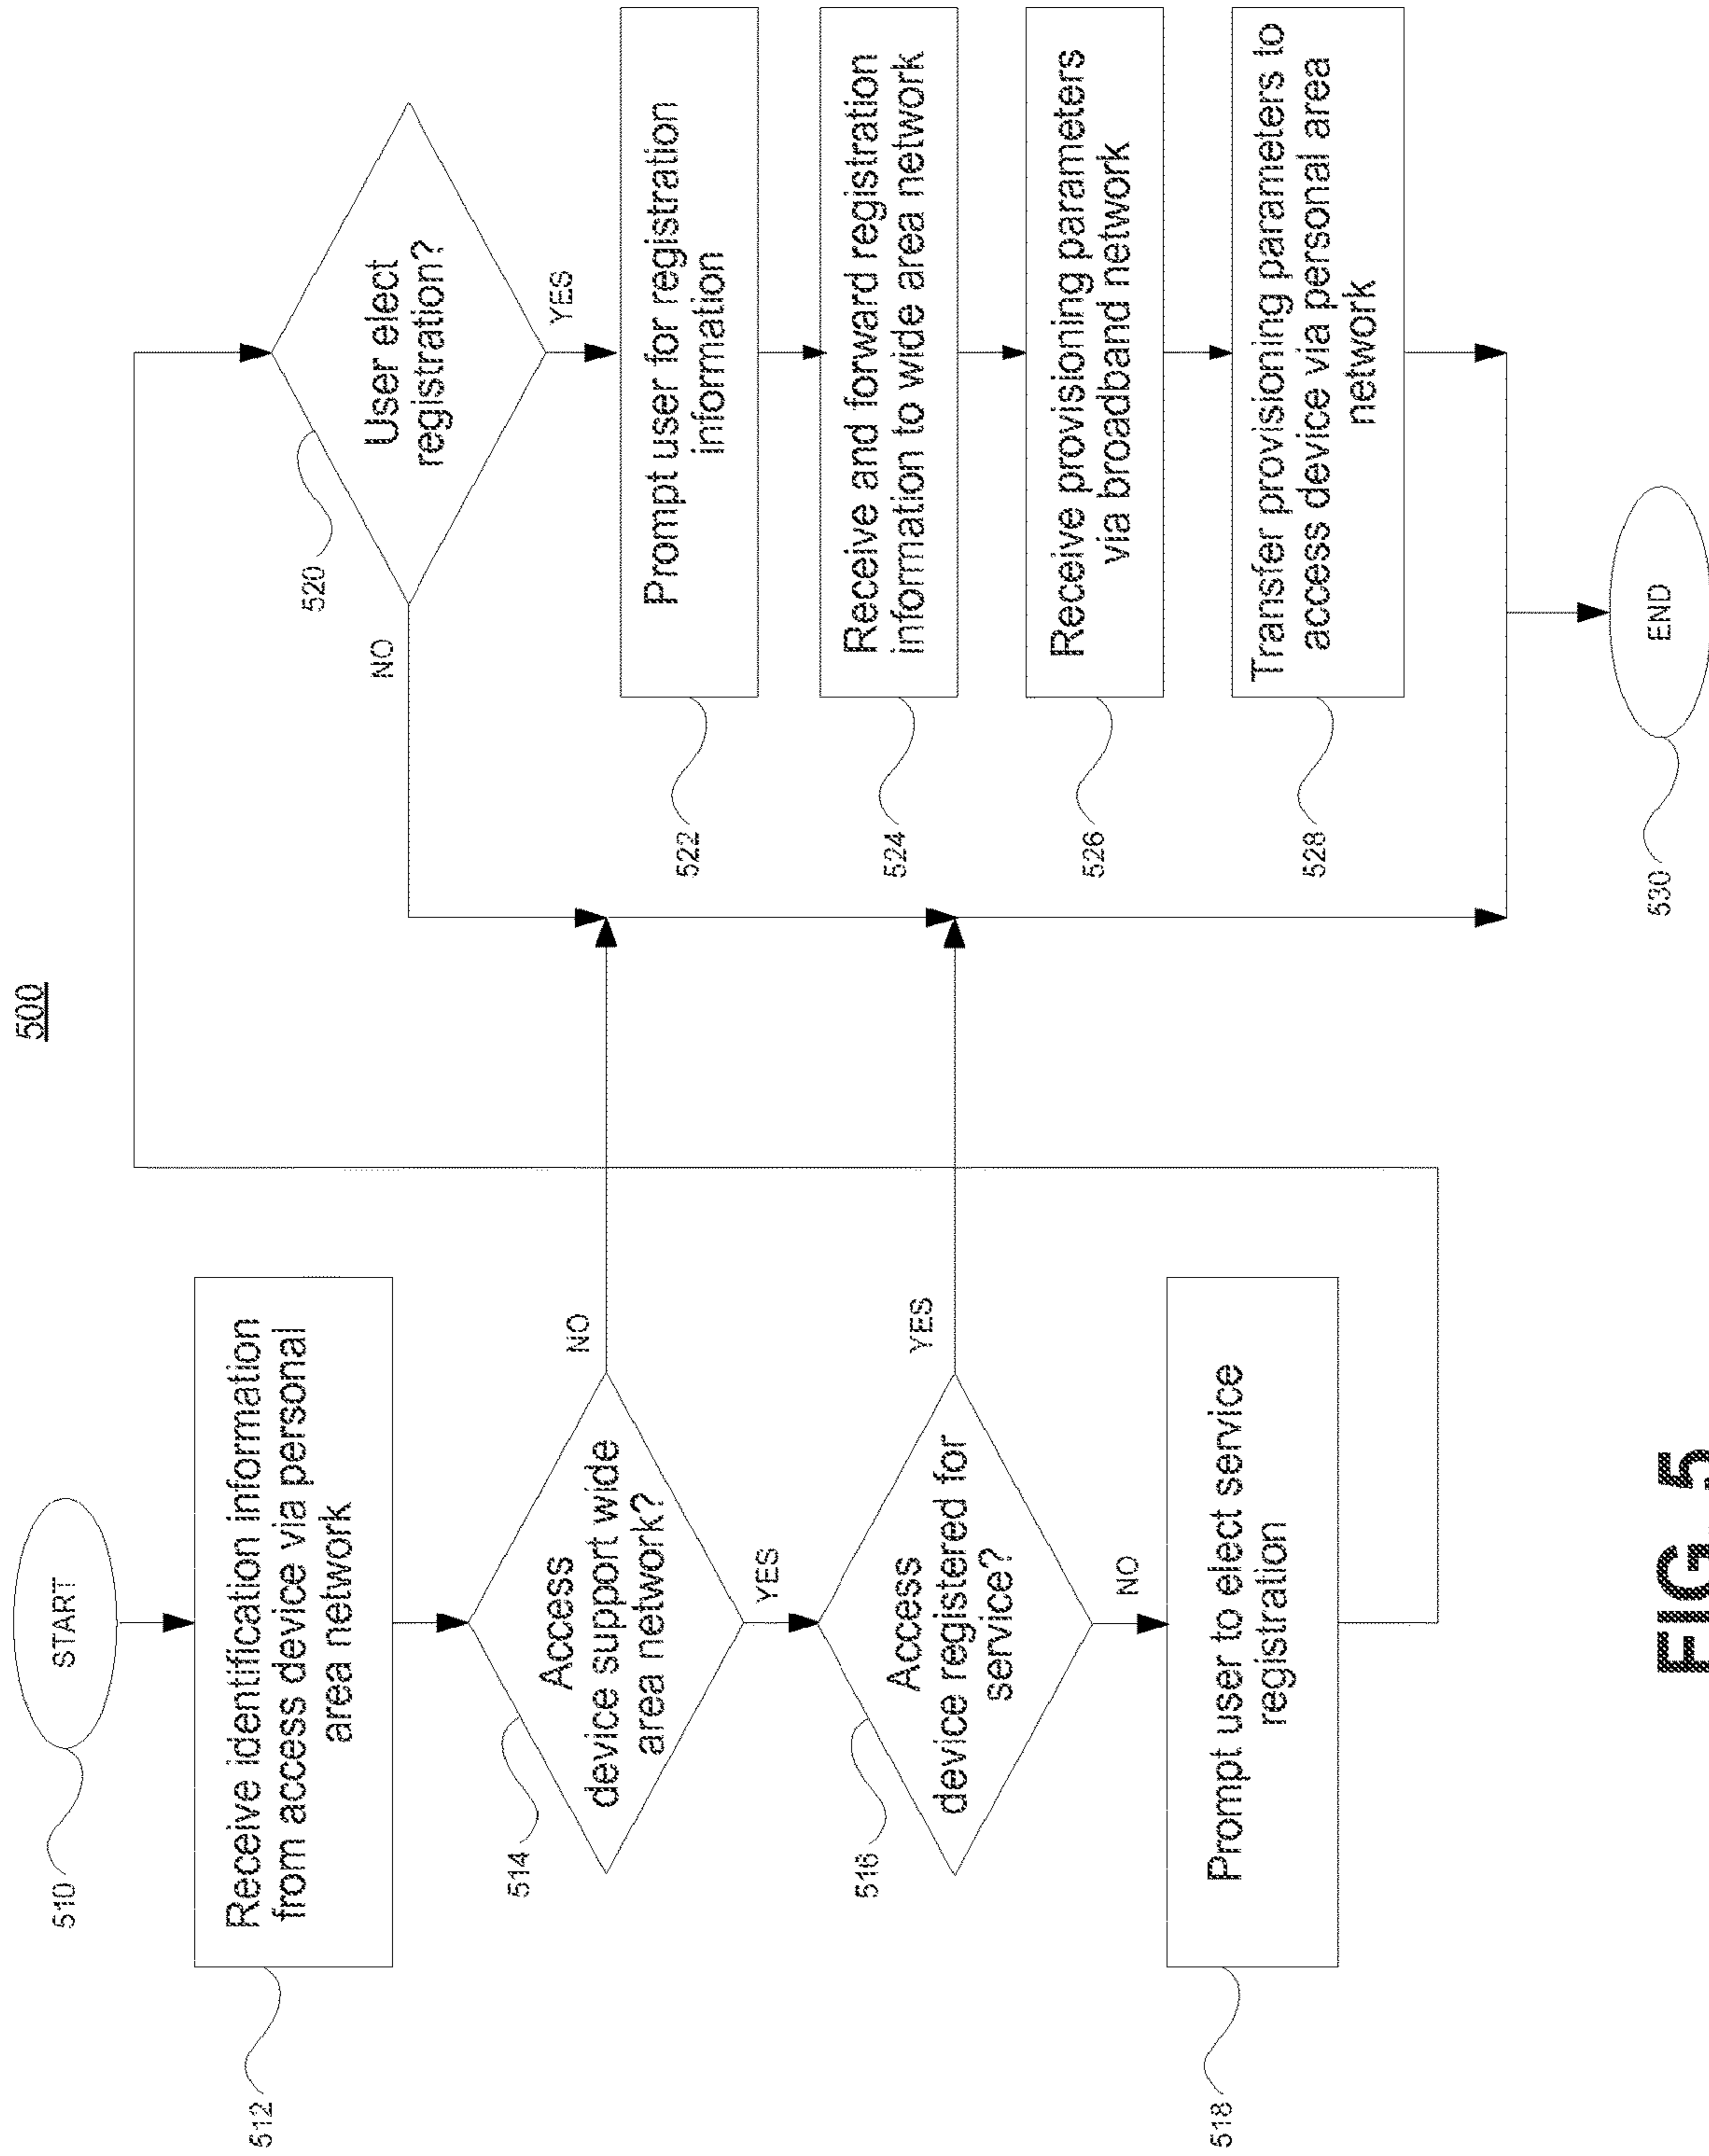 500
START
510
Receive identification information
from access device via personal
area network
512
Access
device support wide
area network?
514
NO
YES
Access
device registered for
service?
516
YES
NO
Prompt user to elect service
registration
518
User elect
registration?
520
NO
YES
Prompt user for registration
information
522
Receive and forward registration
information to wide area network
524
Receive provisioning parameters
via broadband network
526
Transfer provisioning parameters to
access device via personal area
network
528
END
530
FIG. 5